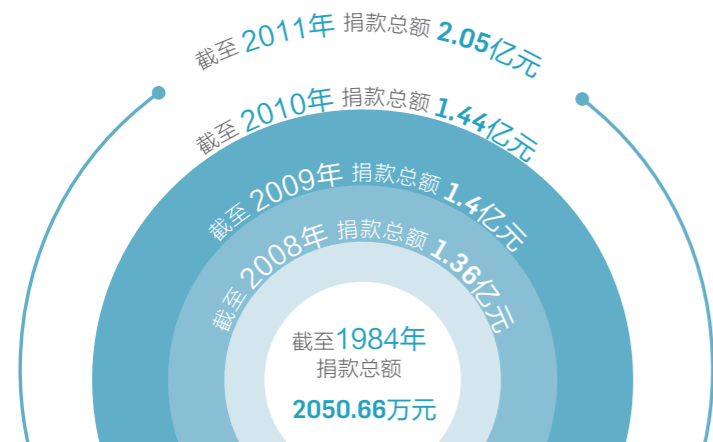 截至 2011年 捐款总额 2.05亿元
截至 2010年 捐款总额 1.44亿元
截至 2009年 捐款总额 1.4亿元
截至 2008年 捐款总额 1.36亿元
截至1984年
捐款总额
2050.66万元